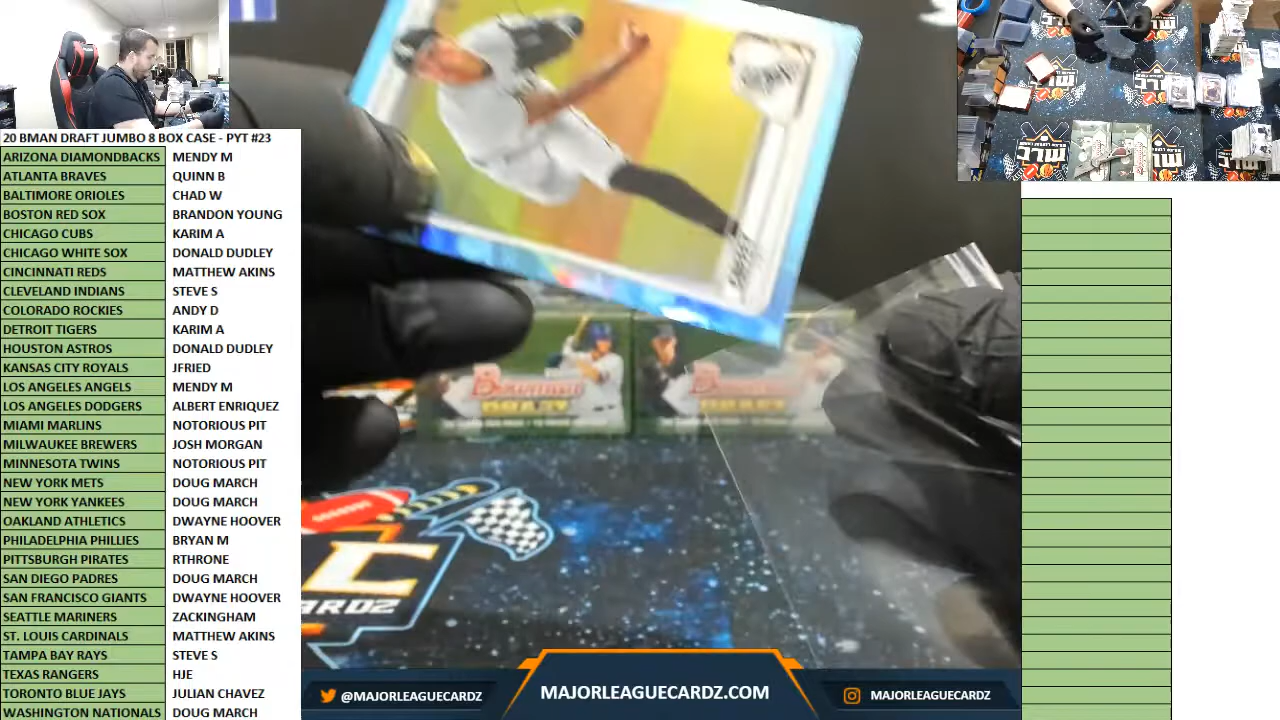 20 BMAN DRAFT JUMBO 8 BOX CASE - PYT #23
ARIZONA DIAMONDBACKS MENDY M
ATLANTA BRAVES QUINN B
BALTIMORE ORIOLES CHAD W
BOSTON RED SOX BRANDON YOUNG
CHICAGO CUBS KARIM A
CHICAGO WHITE SOX DONALD DUDLEY
CINCINNATI REDS MATTHEW AKINS
CLEVELAND INDIANS STEVE S
COLORADO ROCKIES ANDY D
DETROIT TIGERS KARIM A
HOUSTON ASTROS DONALD DUDLEY
KANSAS CITY ROYALS JFRIED
LOS ANGELES ANGELS MENDY M
LOS ANGELES DODGERS ALBERT ENRIQUEZ
MIAMI MARLINS NOTORIOUS PIT
MILWAUKEE BREWERS JOSH MORGAN
MINNESOTA TWINS NOTORIOUS PIT
NEW YORK METS DOUG MARCH
NEW YORK YANKEES DOUG MARCH
OAKLAND ATHLETICS DWAYNE HOOVER
PHILADELPHIA PHILLIES BRYAN M
PITTSBURGH PIRATES RTHRONE
SAN DIEGO PADRES DOUG MARCH
SAN FRANCISCO GIANTS DWAYNE HOOVER
SEATTLE MARINERS ZACKINGHAM
ST. LOUIS CARDINALS MATTHEW AKINS
TAMPA BAY RAYS STEVE S
TEXAS RANGERS HJE
TORONTO BLUE JAYS JULIAN CHAVEZ
WASHINGTON NATIONALS DOUG MARCH
Bowman
DRAFT
Bowman
DRAFT
@MAJORLEAGUECARDZ
MAJORLEAGUECARDZ.COM
MAJORLEAGUECARDZ